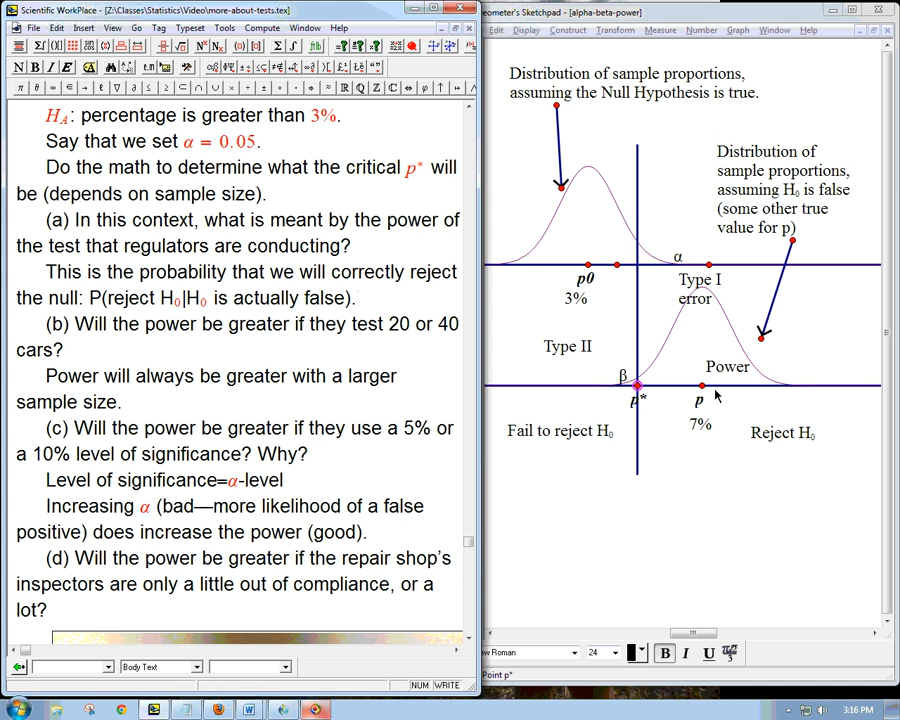 Scientific WorkPlace - [Z:\Classes\Statistics\Video\more-about-tests.tex]
File Edit Insert View Go Tag Typeset Tools Compute Window Help
H_A: percentage is greater than 3%.
Say that we set α = 0.05.
Do the math to determine what the critical p* will
be (depends on sample size).
(a) In this context, what is meant by the power of
the test that regulators are conducting?
This is the probability that we will correctly reject
the null: P(reject H₀|H₀ is actually false).
(b) Will the power be greater if they test 20 or 40
cars?
Power will always be greater with a larger
sample size.
(c) Will the power be greater if they use a 5% or
a 10% level of significance? Why?
Level of significance=α-level
Increasing α (bad—more likelihood of a false
positive) does increase the power (good).
(d) Will the power be greater if the repair shop's
inspectors are only a little out of compliance, or a
lot?
Body Text
NUM WRITE
eometer's Sketchpad - [alpha-beta-power]
Edit Display Construct Transform Measure Number Graph Window Help
Distribution of sample proportions,
assuming the Null Hypothesis is true.
Distribution of
sample proportions,
assuming H₀ is false
(some other true
value for p)
α
p0
3%
Type I
error
Type II
β
Power
p*
p
7%
Fail to reject H₀
Reject H₀
ew Roman 24 B I U
Point p*
3:16 PM